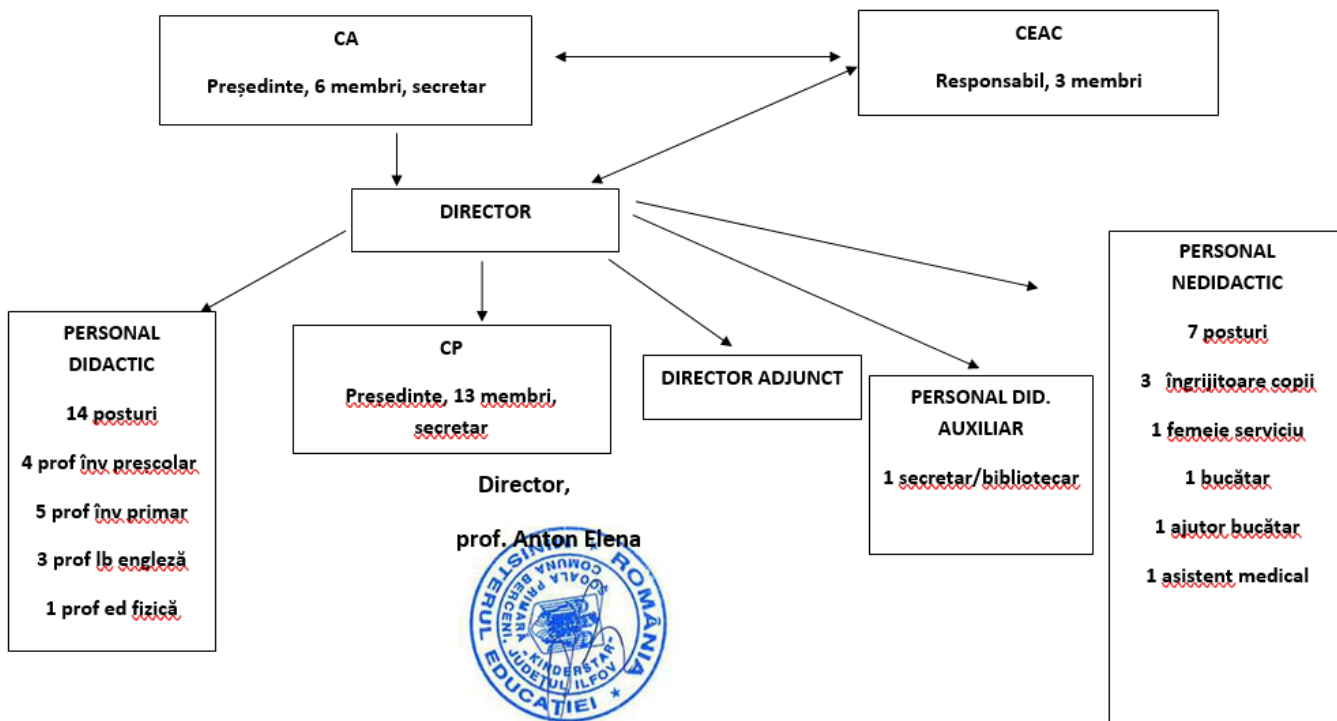 CA
Președinte, 6 membri, secretar
CEAC
Responsabil, 3 membri
DIRECTOR
PERSONAL
DIDACTIC
14 posturi
4 prof înv preșcolar
5 prof înv primar
3 prof lb engleză
1 prof ed fizică
CP
Președinte, 13 membri,
secretar
DIRECTOR ADJUNCT
PERSONAL DID.
AUXILIAR
1 secretar/bibliotecar
PERSONAL
NEDIDACTIC
7 posturi
3 îngrijitoare copii
1 femeie serviciu
1 bucătar
1 ajutor bucătar
1 asistent medical
Director,
prof. Anton Elena
ROMÂNIA * MINISTERUL EDUCATIEI *
ȘCOALA PRIMARĂ "KINDERSTAR"
COMUNA BERCENI, JUDEȚUL ILFOV